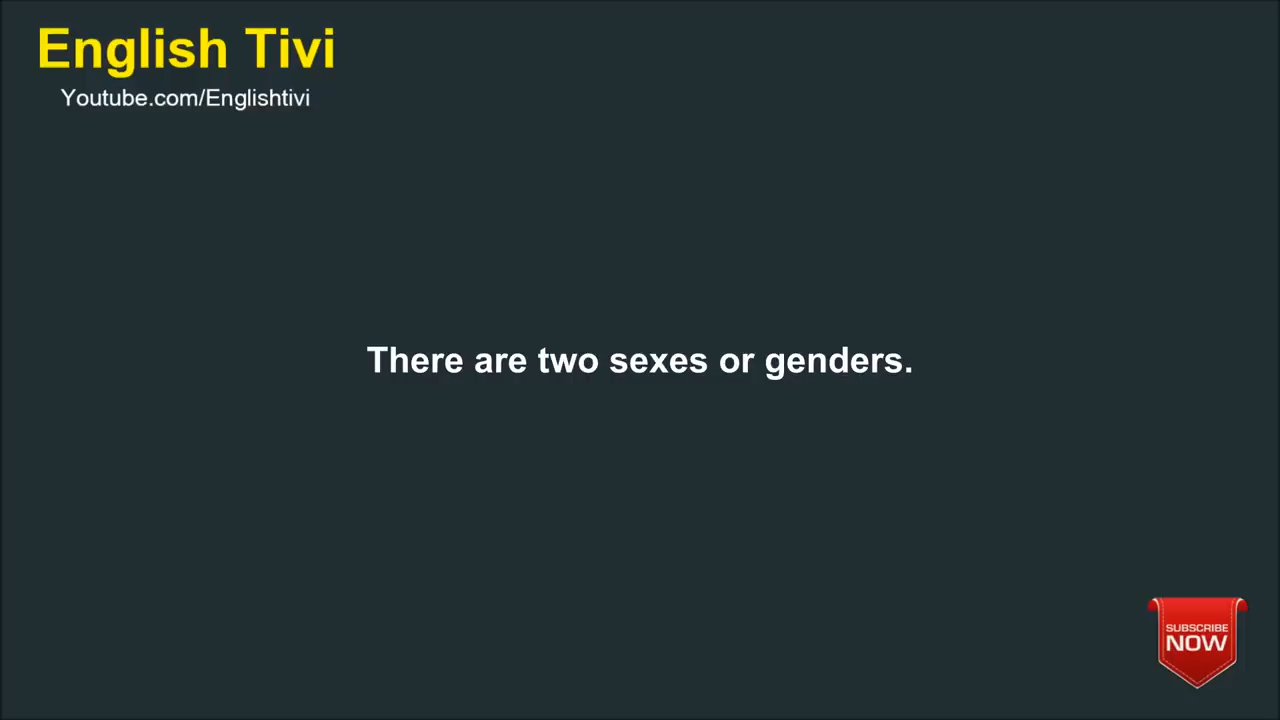 English Tivi
Youtube.com/Englishtivi
There are two sexes or genders.
SUBSCRIBE
NOW